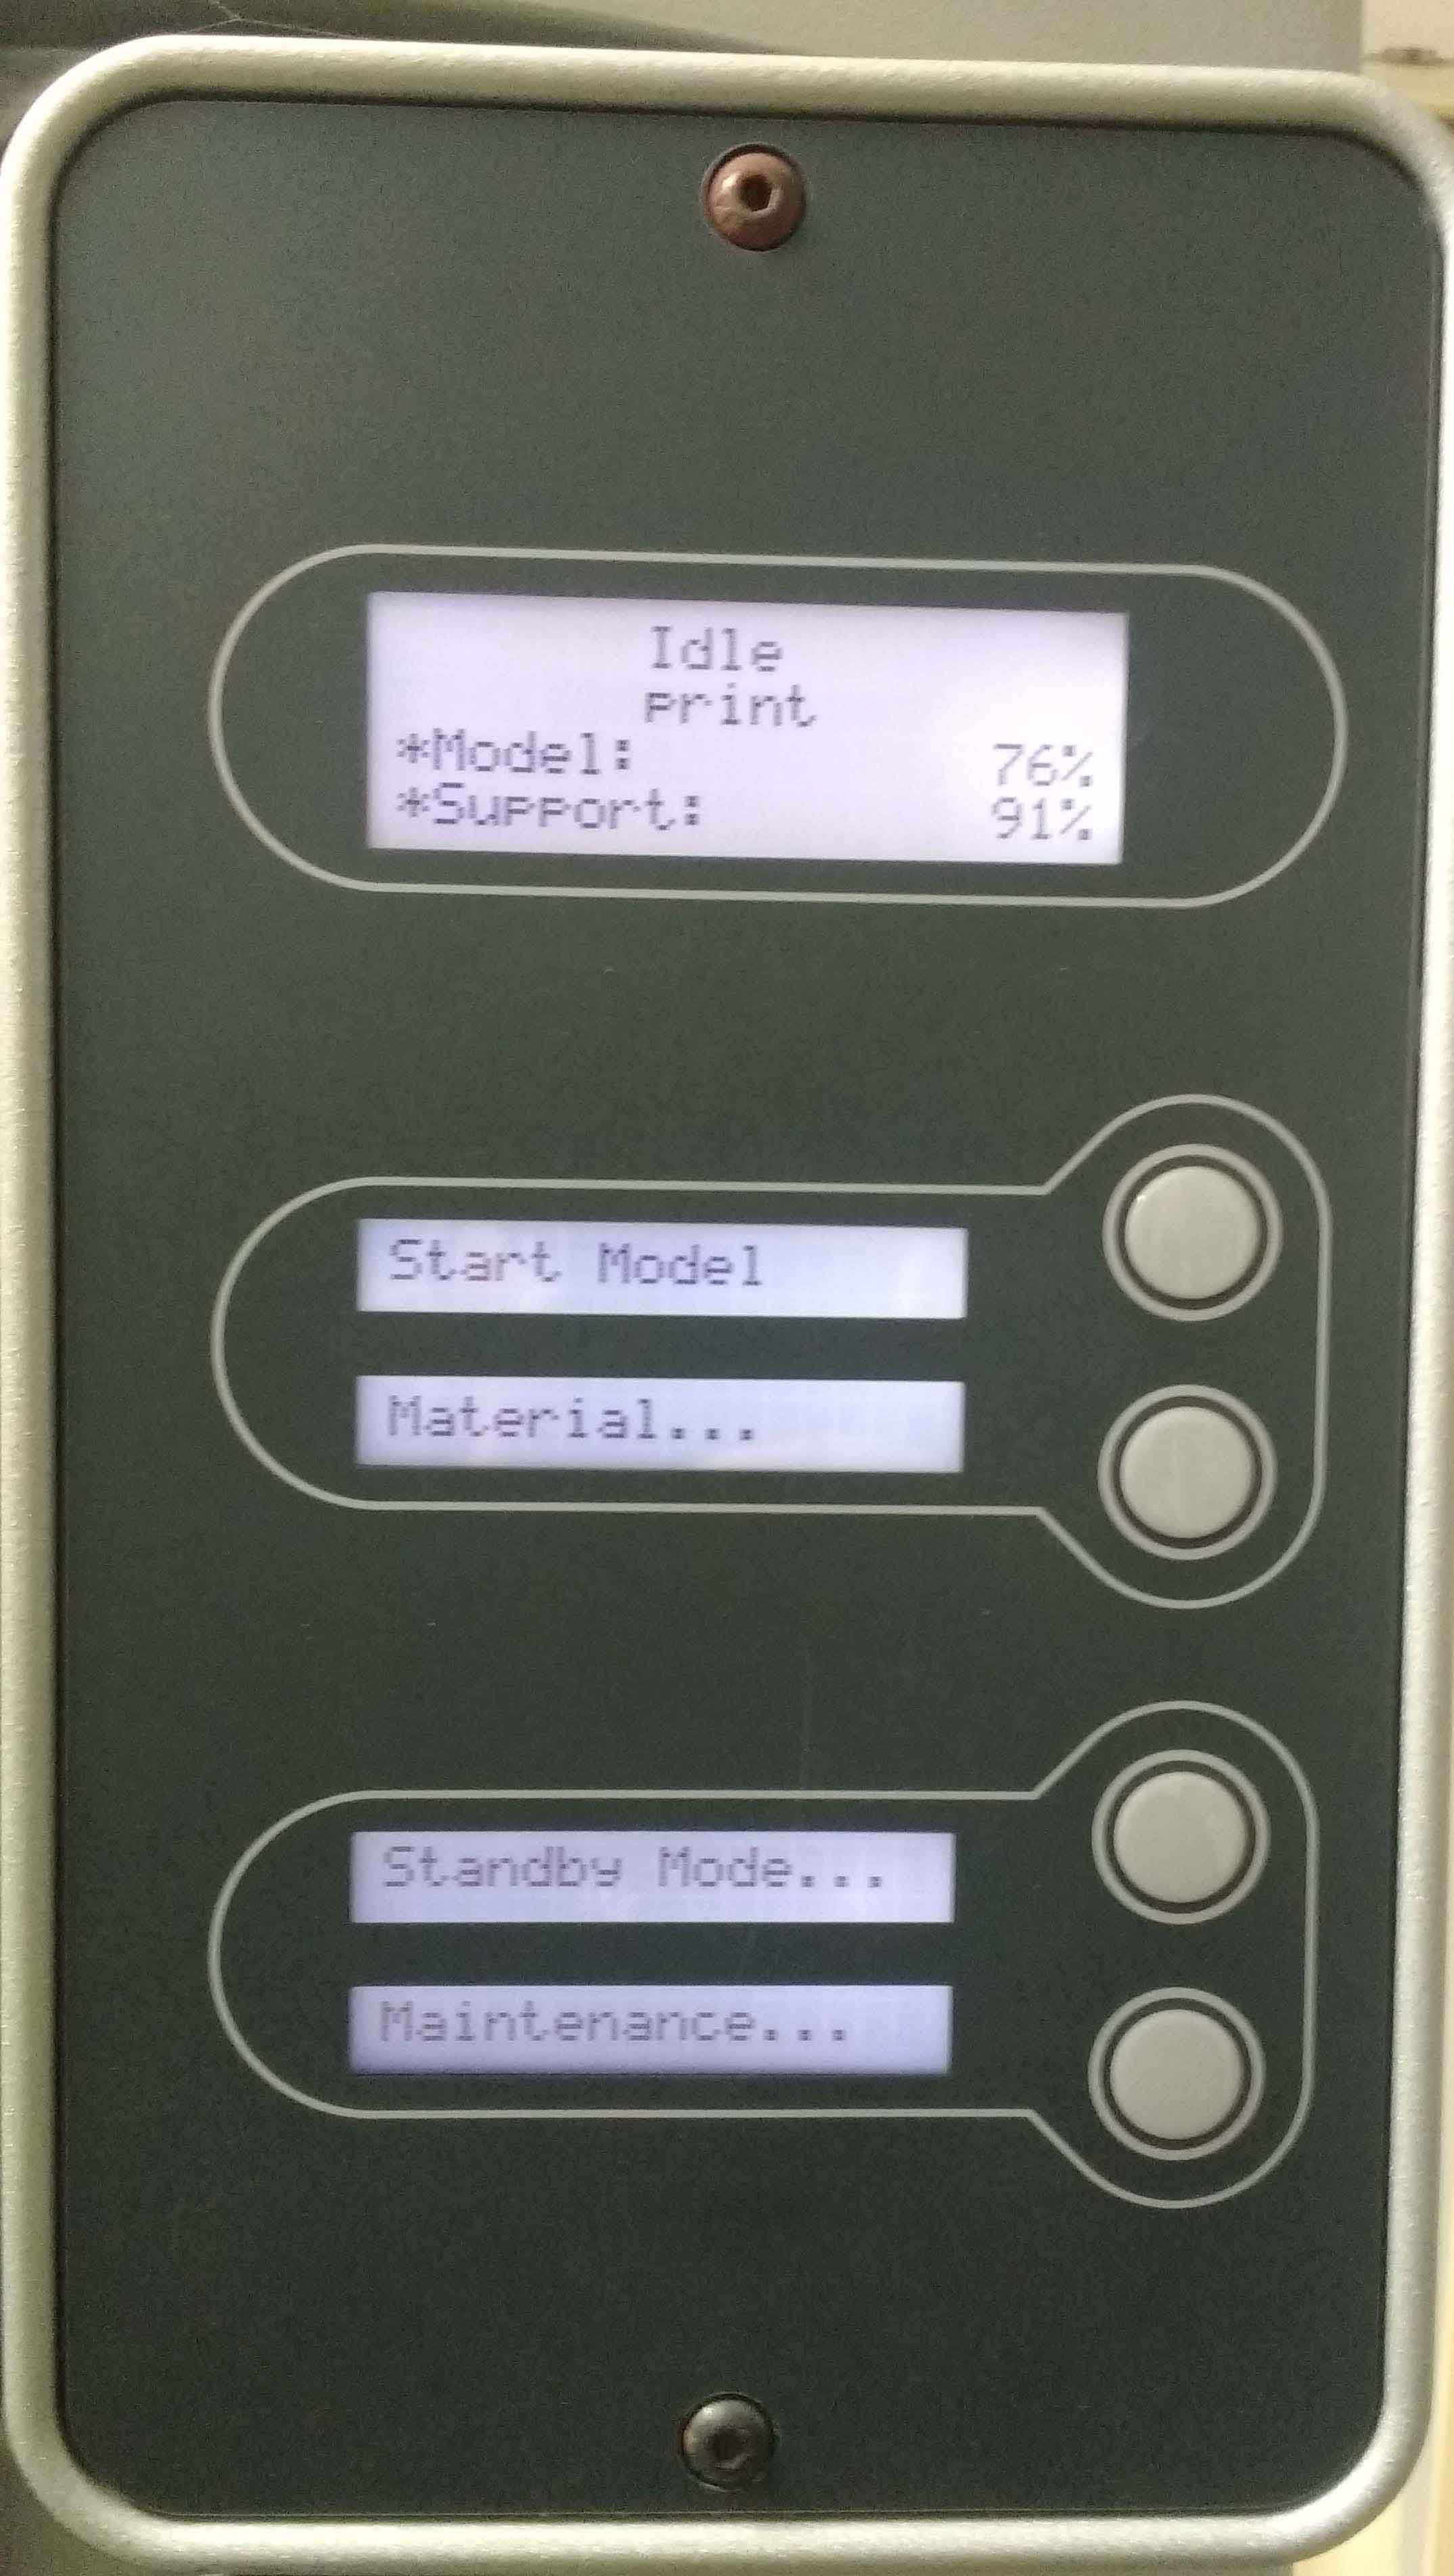 Idle
print
*Model: 76%
*Support: 91%
Start Model
Material...
Standby Mode...
Maintenance...